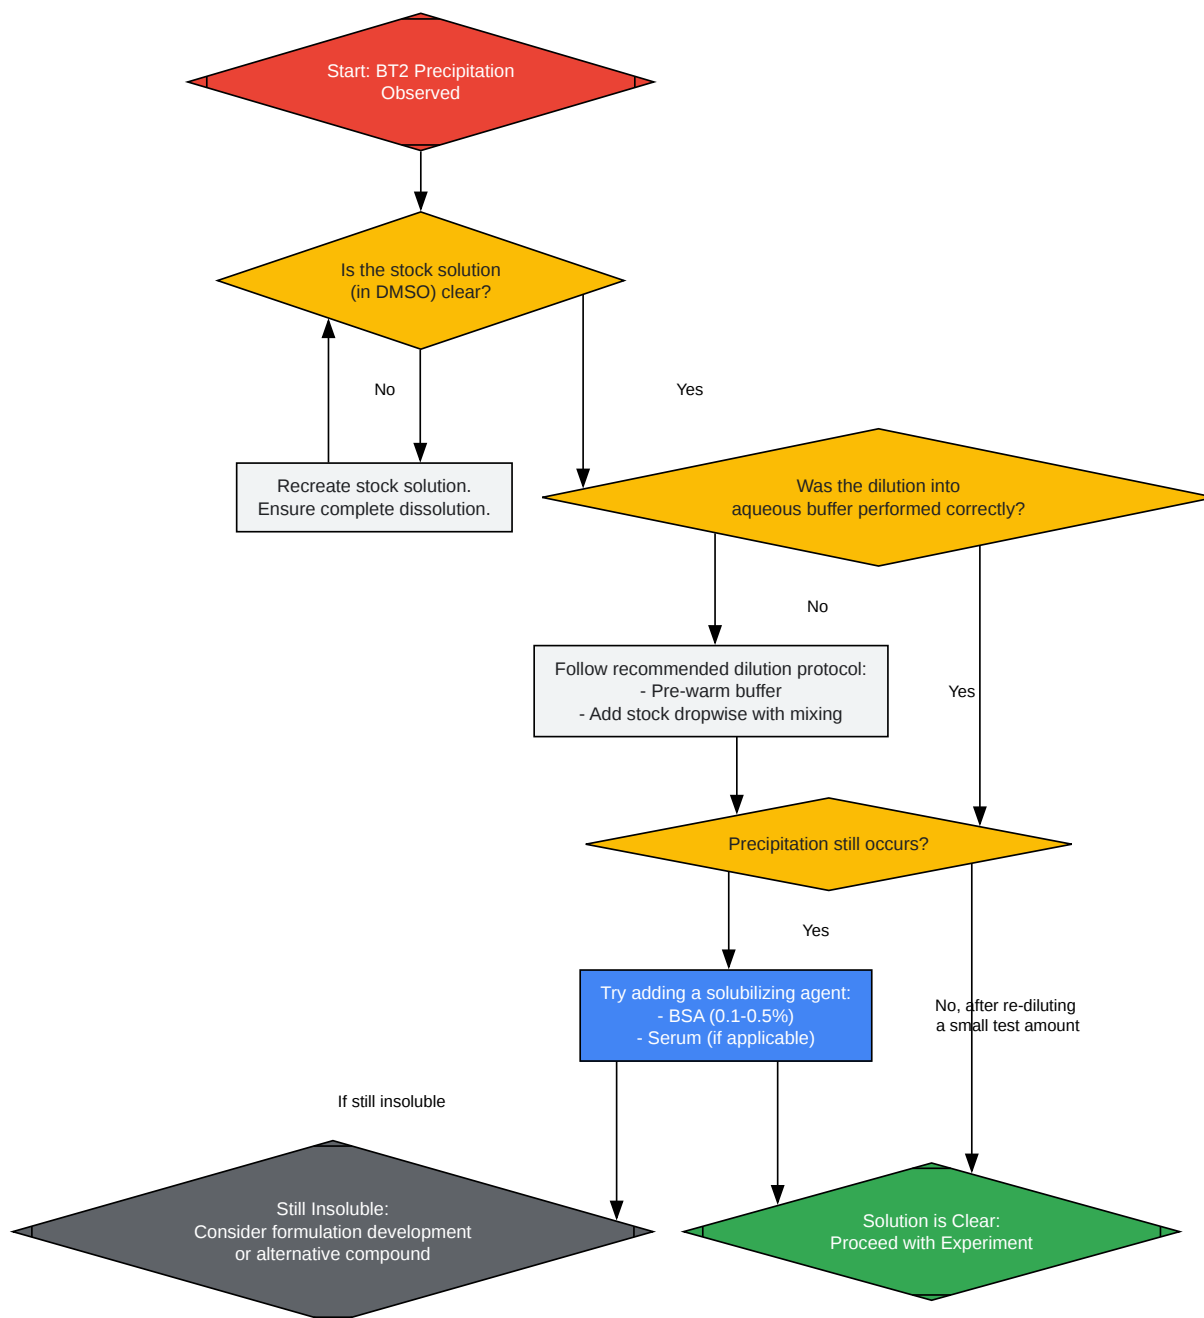 Start: BT2 Precipitation
Observed
Is the stock solution
(in DMSO) clear?
No
Yes
Recreate stock solution.
Ensure complete dissolution.
Was the dilution into
aqueous buffer performed correctly?
No
Follow recommended dilution protocol:
- Pre-warm buffer
- Add stock dropwise with mixing
Yes
Precipitation still occurs?
Yes
Try adding a solubilizing agent:
- BSA (0.1-0.5%)
- Serum (if applicable)
No, after re-diluting
a small test amount
If still insoluble
Still Insoluble:
Consider formulation development
or alternative compound
Solution is Clear:
Proceed with Experiment